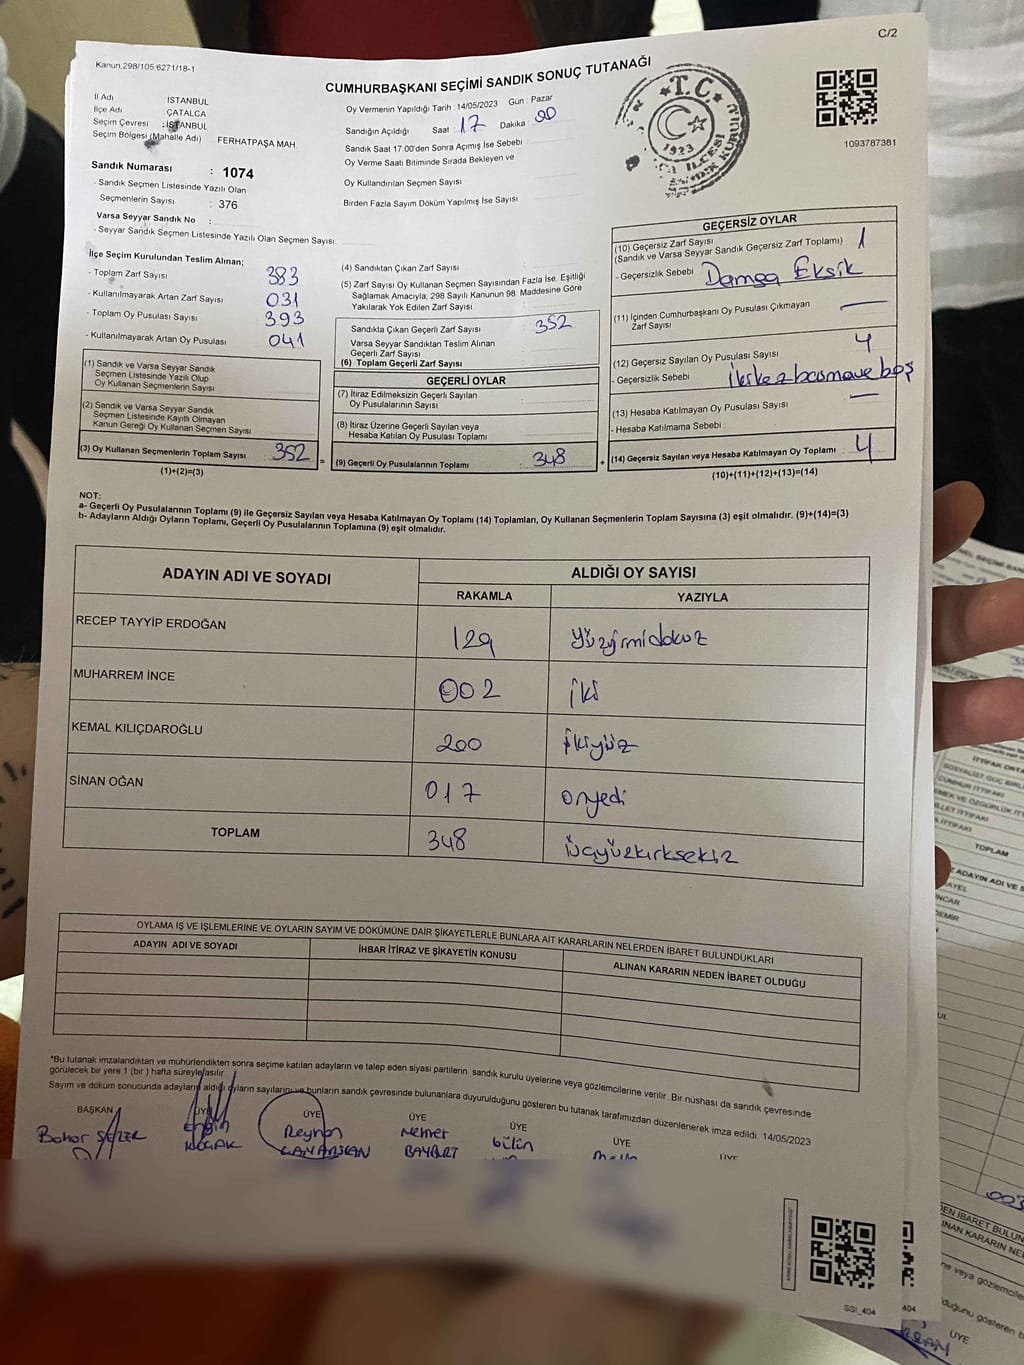 C/2
Kanun 298/105 6271/18-1
CUMHURBAŞKANI SEÇİMİ SANDIK SONUÇ TUTANAĞI
İl Adı İSTANBUL
İlçe Adı ÇATALCA
Seçim Çevresi : İSTANBUL
Seçim Bölgesi (Mahalle Adı) FERHATPAŞA MAH.
Oy Vermenin Yapıldığı Tarih : 14/05/2023 Gün : Pazar
Sandığın Açıldığı Saat : 17 Dakika : 00
Sandık Saat 17:00'den Sonra Açımış İse Sebebi
Oy Verme Saati Bitiminde Sırada Bekleyen ve
Oy Kullandırılan Seçmen Sayısı
Birden Fazla Sayım Döküm Yapılmış İse Sayısı
T.C.
1923
1093787381
Sandık Numarası : 1074
- Sandık Seçmen Listesinde Yazılı Olan
Seçmenlerin Sayısı : 376
Varsa Seyyar Sandık No :
- Seyyar Sandık Seçmen Listesinde Yazılı Olan Seçmen Sayısı:
İlçe Seçim Kurulundan Teslim Alınan;
- Toplam Zarf Sayısı 383
- Kullanılmayarak Artan Zarf Sayısı 031
- Toplam Oy Pusulası Sayısı 393
- Kullanılmayarak Artan Oy Pusulası 041
(1) Sandık ve Varsa Seyyar Sandık
Seçmen Listesinde Yazılı Olup
Oy Kullanan Seçmenlerin Sayısı
(2) Sandık ve Varsa Seyyar Sandık
Seçmen Listesinde Kayıtlı Olmayan
Kanun Gereği Oy Kullanan Seçmen Sayısı
(3) Oy Kullanan Seçmenlerin Toplam Sayısı 352 =
(1)+(2)=(3)
(4) Sandıktan Çıkan Zarf Sayısı
(5) Zarf Sayısı Oy Kullanan Seçmen Sayısından Fazla İse, Eşitliği
Sağlamak Amacıyla, 298 Sayılı Kanunun 98. Maddesine Göre
Yakılarak Yok Edilen Zarf Sayısı
Sandıkta Çıkan Geçerli Zarf Sayısı 352
Varsa Seyyar Sandıktan Teslim Alınan
Geçerli Zarf Sayısı
(6) Toplam Geçerli Zarf Sayısı
GEÇERLİ OYLAR
(7) İtiraz Edilmeksizin Geçerli Sayılan
Oy Pusulalarının Sayısı
(8) İtiraz Üzerine Geçerli Sayılan veya
Hesaba Katılan Oy Pusulası Toplamı
(9) Geçerli Oy Pusulalarının Toplamı 348 +
GEÇERSİZ OYLAR
(10) Geçersiz Zarf Sayısı
(Sandık ve Varsa Seyyar Sandık Geçersiz Zarf Toplamı) 1
- Geçersizlik Sebebi Damga Eksik
(11) İçinden Cumhurbaşkanı Oy Pusulası Çıkmayan
Zarf Sayısı —
(12) Geçersiz Sayılan Oy Pusulası Sayısı 4
- Geçersizlik Sebebi
(13) Hesaba Katılmayan Oy Pusulası Sayısı —
- Hesaba Katılmama Sebebi
(14) Geçersiz Sayılan veya Hesaba Katılmayan Oy Toplamı 4
(10)+(11)+(12)+(13)=(14)
NOT:
a- Geçerli Oy Pusulalarının Toplamı (9) ile Geçersiz Sayılan veya Hesaba Katılmayan Oy Toplamı (14) Toplamları, Oy Kullanan Seçmenlerin Toplam Sayısına (3) eşit olmalıdır. (9)+(14)=(3)
b- Adayların Aldığı Oyların Toplamı, Geçerli Oy Pusulalarının Toplamına (9) eşit olmalıdır.
ADAYIN ADI VE SOYADI ALDIĞI OY SAYISI
RAKAMLA YAZIYLA
RECEP TAYYİP ERDOĞAN 129 yüzyirmidokuz
MUHARREM İNCE 002 iki
KEMAL KILIÇDAROĞLU 200 ikiyüz
SİNAN OĞAN 017 onyedi
TOPLAM 348 üçyüzkırksekiz
OYLAMA İŞ VE İŞLEMLERİNE VE OYLARIN SAYIM VE DÖKÜMÜNE DAİR ŞİKAYETLERLE BUNLARA AİT KARARLARIN NELERDEN İBARET BULUNDUKLARI
ADAYIN ADI VE SOYADI İHBAR İTİRAZ VE ŞİKAYETİN KONUSU ALINAN KARARIN NEDEN İBARET OLDUĞU
*Bu tutanak imzalandıktan ve mühürlendikten sonra seçime katılan adayların ve talep eden siyasi partilerin sandık kurulu üyelerine veya gözlemcilerine verilir. Bir nüshası da sandık çevresinde
görülecek bir yere 1 (bir) hafta süreyle asılır.
Sayım ve döküm sonucunda adayların aldığı oyların sayılarını ve bunların sandık çevresinde bulunanlara duyurulduğunu gösteren bu tutanak tarafımızdan düzenlenerek imza edildi. 14/05/2023
BAŞKAN ÜYE ÜYE ÜYE ÜYE ÜYE ÜYE
SEZER Engin Reyhan Mehmet Gülin
BAYBURT
SSI_404
404
TOPLAM
ÜYE